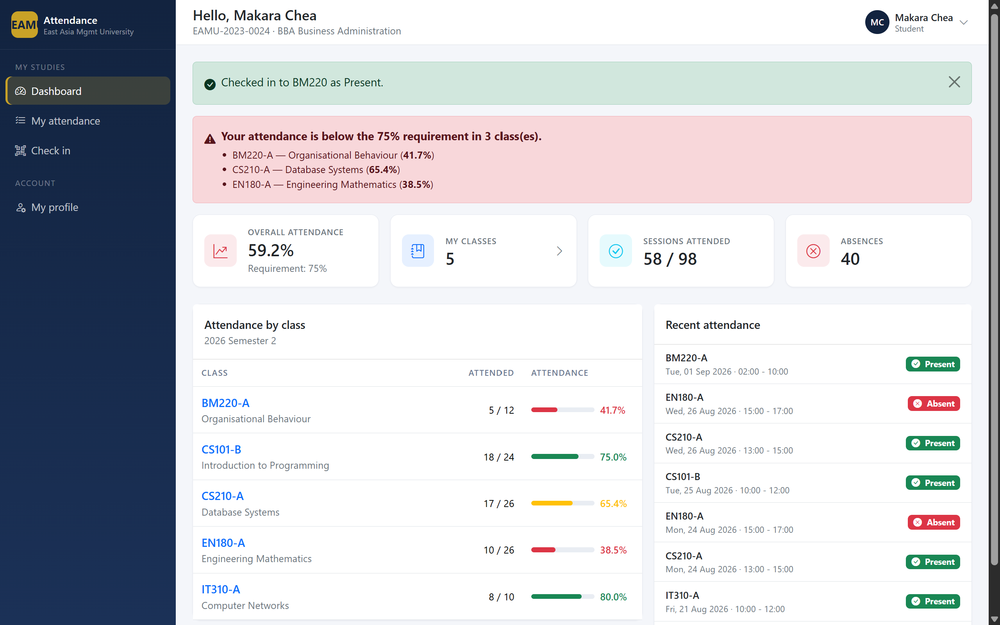 EAMU
Attendance
East Asia Mgmt University
MY STUDIES
Dashboard
My attendance
Check in
ACCOUNT
My profile
Hello, Makara Chea
EAMU-2023-0024 · BBA Business Administration
MC
Makara Chea
Student
Checked in to BM220 as Present.
Your attendance is below the 75% requirement in 3 class(es).
• BM220-A — Organisational Behaviour (41.7%)
• CS210-A — Database Systems (65.4%)
• EN180-A — Engineering Mathematics (38.5%)
OVERALL ATTENDANCE
59.2%
Requirement: 75%
MY CLASSES
5
SESSIONS ATTENDED
58 / 98
ABSENCES
40
Attendance by class
2026 Semester 2
CLASS ATTENDED ATTENDANCE
BM220-A
Organisational Behaviour
5 / 12 41.7%
CS101-B
Introduction to Programming
18 / 24 75.0%
CS210-A
Database Systems
17 / 26 65.4%
EN180-A
Engineering Mathematics
10 / 26 38.5%
IT310-A
Computer Networks
8 / 10 80.0%
Recent attendance
BM220-A
Tue, 01 Sep 2026 · 02:00 - 10:00
Present
EN180-A
Wed, 26 Aug 2026 · 15:00 - 17:00
Absent
CS210-A
Wed, 26 Aug 2026 · 13:00 - 15:00
Present
CS101-B
Tue, 25 Aug 2026 · 10:00 - 12:00
Present
EN180-A
Mon, 24 Aug 2026 · 15:00 - 17:00
Absent
CS210-A
Mon, 24 Aug 2026 · 13:00 - 15:00
Present
IT310-A
Fri, 21 Aug 2026 · 10:00 - 12:00
Present